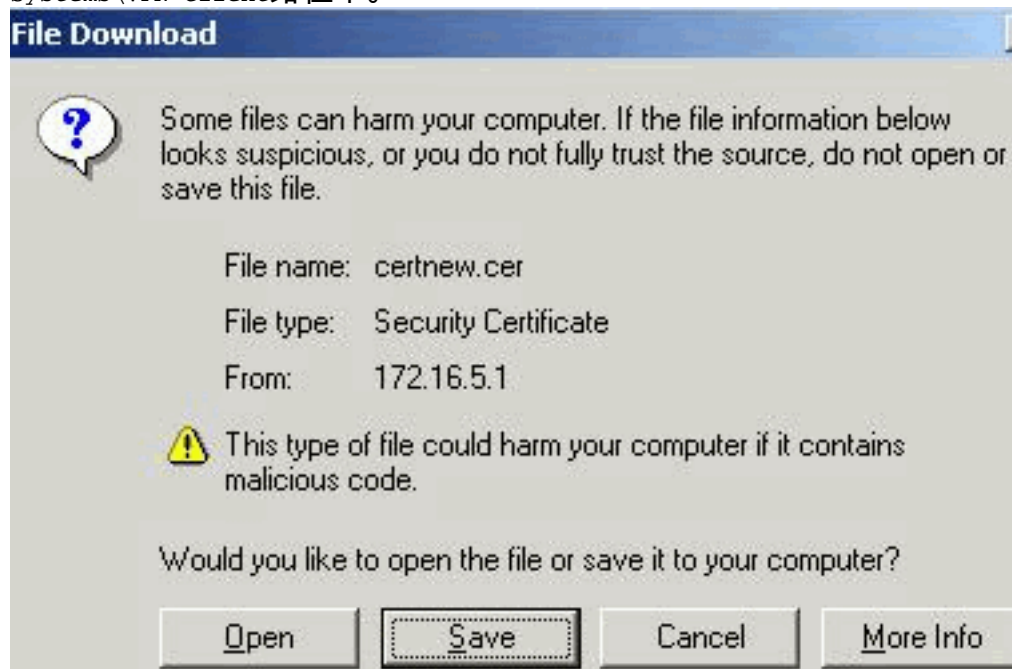 File Download
Some files can harm your computer. If the file information below
looks suspicious, or you do not fully trust the source, do not open or
save this file.
File name: certnew.cer
File type: Security Certificate
From: 172.16.5.1
This type of file could harm your computer if it contains
malicious code.
Would you like to open the file or save it to your computer?
Open Save Cancel More Info